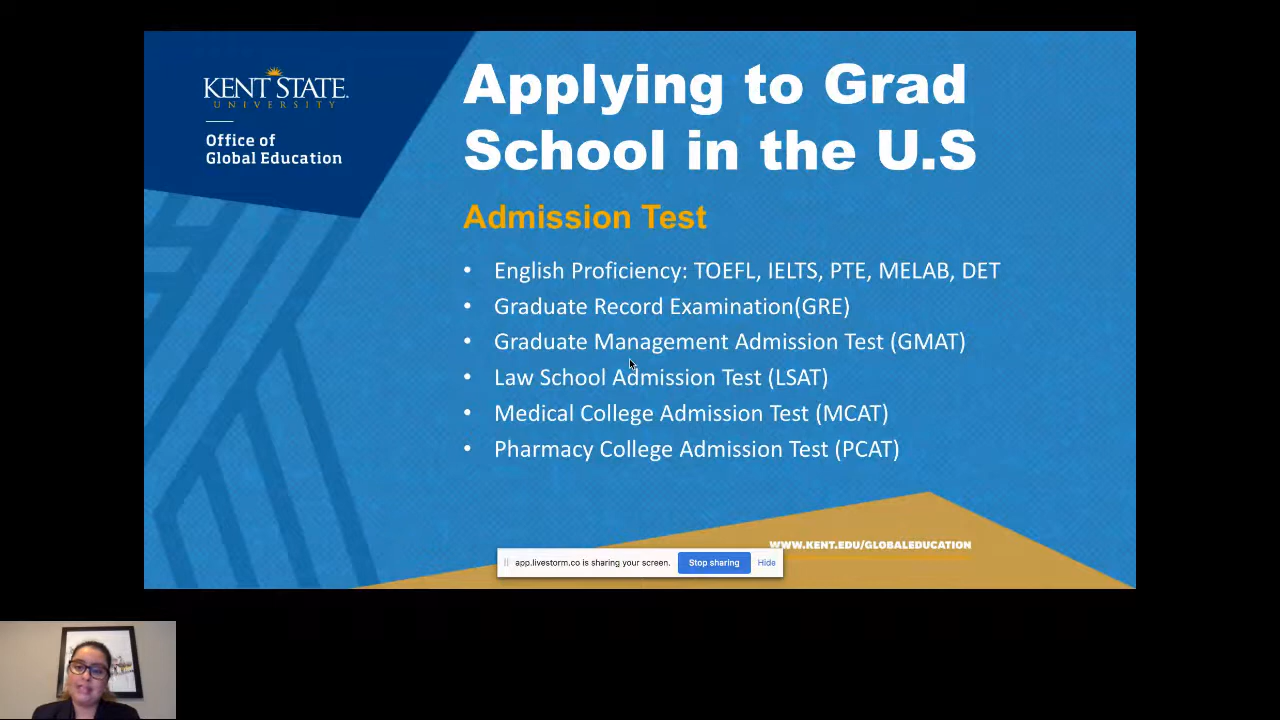 KENT STATE.
UNIVERSITY
Office of
Global Education
Applying to Grad
School in the U.S
Admission Test
• English Proficiency: TOEFL, IELTS, PTE, MELAB, DET
• Graduate Record Examination(GRE)
• Graduate Management Admission Test (GMAT)
• Law School Admission Test (LSAT)
• Medical College Admission Test (MCAT)
• Pharmacy College Admission Test (PCAT)
WWW.KENT.EDU/GLOBALEDUCATION
app.livestorm.co is sharing your screen. Stop sharing Hide